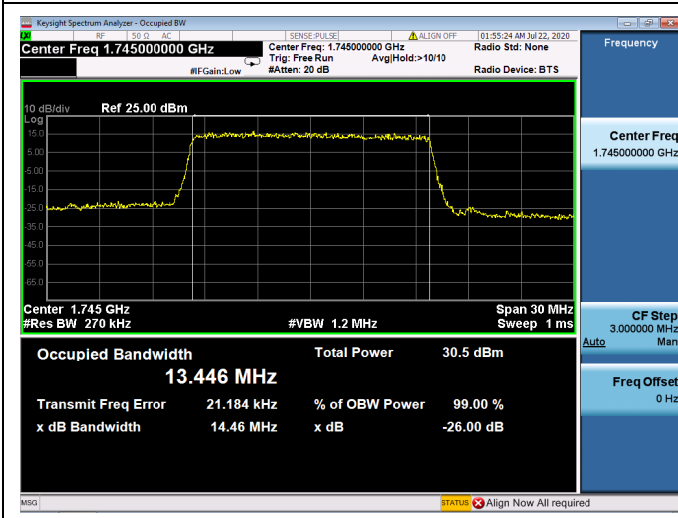 Keysight Spectrum Analyzer - Occupied BW
RF 50 Ω AC SENSE:PULSE ALIGN OFF 01:55:24 AM Jul 22, 2020
Center Freq 1.745000000 GHz
Center Freq: 1.745000000 GHz
Radio Std: None
Trig: Free Run Avg|Hold:>10/10
#IFGain:Low
#Atten: 20 dB
Radio Device: BTS
Frequency
10 dB/div Ref 25.00 dBm
Log
15.0
5.00
-5.00
-15.0
-25.0
-35.0
-45.0
-55.0
-65.0
Center 1.745 GHz Span 30 MHz
#Res BW 270 kHz #VBW 1.2 MHz Sweep 1 ms
Occupied Bandwidth Total Power 30.5 dBm
13.446 MHz
Transmit Freq Error 21.184 kHz % of OBW Power 99.00 %
x dB Bandwidth 14.46 MHz x dB -26.00 dB
Center Freq
1.745000000 GHz
CF Step
3.000000 MHz
Auto Man
Freq Offset
0 Hz
MSG STATUS Align Now All required